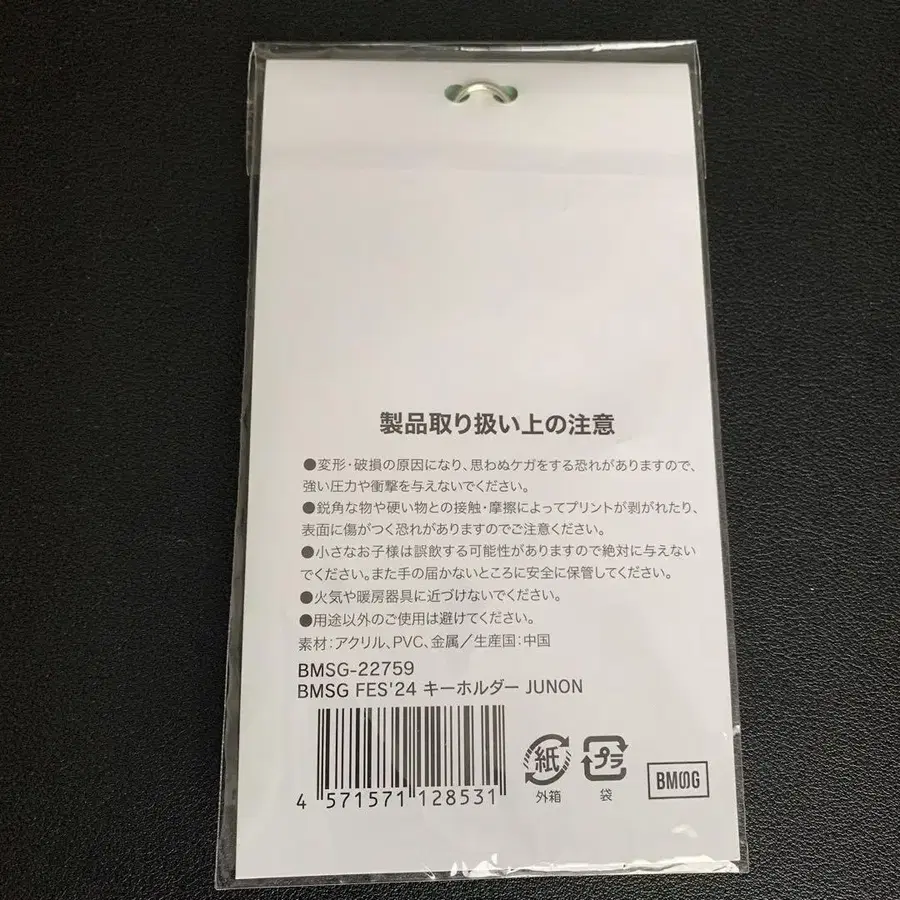 製品取り扱い上の注意
●変形・破損の原因になり、思わぬケガをする恐れがありますので、
強い圧力や衝撃を与えないでください。
●鋭角な物や硬い物との接触・摩擦によってプリントが剥がれたり、
表面に傷がつく恐れがありますのでご注意ください。
●小さなお子様は誤飲する可能性がありますので絶対に与えない
でください。また手の届かないところに安全に保管してください。
●火気や暖房器具に近づけないでください。
●用途以外のご使用は避けてください。
素材:アクリル、PVC、金属/生産国:中国
BMSG-22759
BMSG FES'24 キーホルダー JUNON
4 571571 128531
紙
外箱
プラ
袋
BMSG